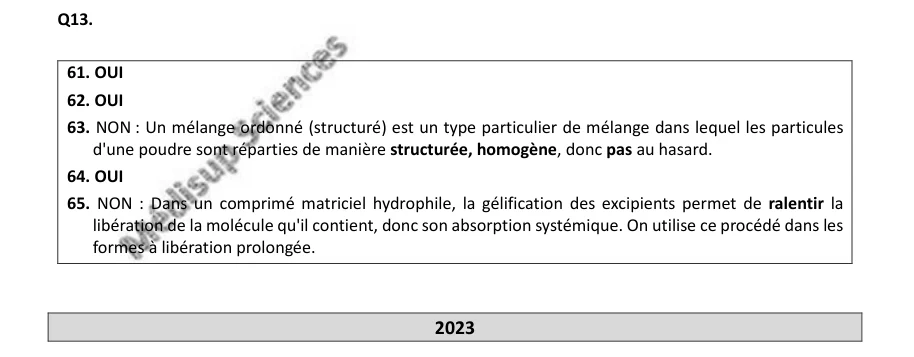 Q13.
61. OUI
62. OUI
63. NON : Un mélange ordonné (structuré) est un type particulier de mélange dans lequel les particules
d'une poudre sont réparties de manière structurée, homogène, donc pas au hasard.
64. OUI
65. NON : Dans un comprimé matriciel hydrophile, la gélification des excipients permet de ralentir la
libération de la molécule qu'il contient, donc son absorption systémique. On utilise ce procédé dans les
formes à libération prolongée.
Médisup Sciences
2023